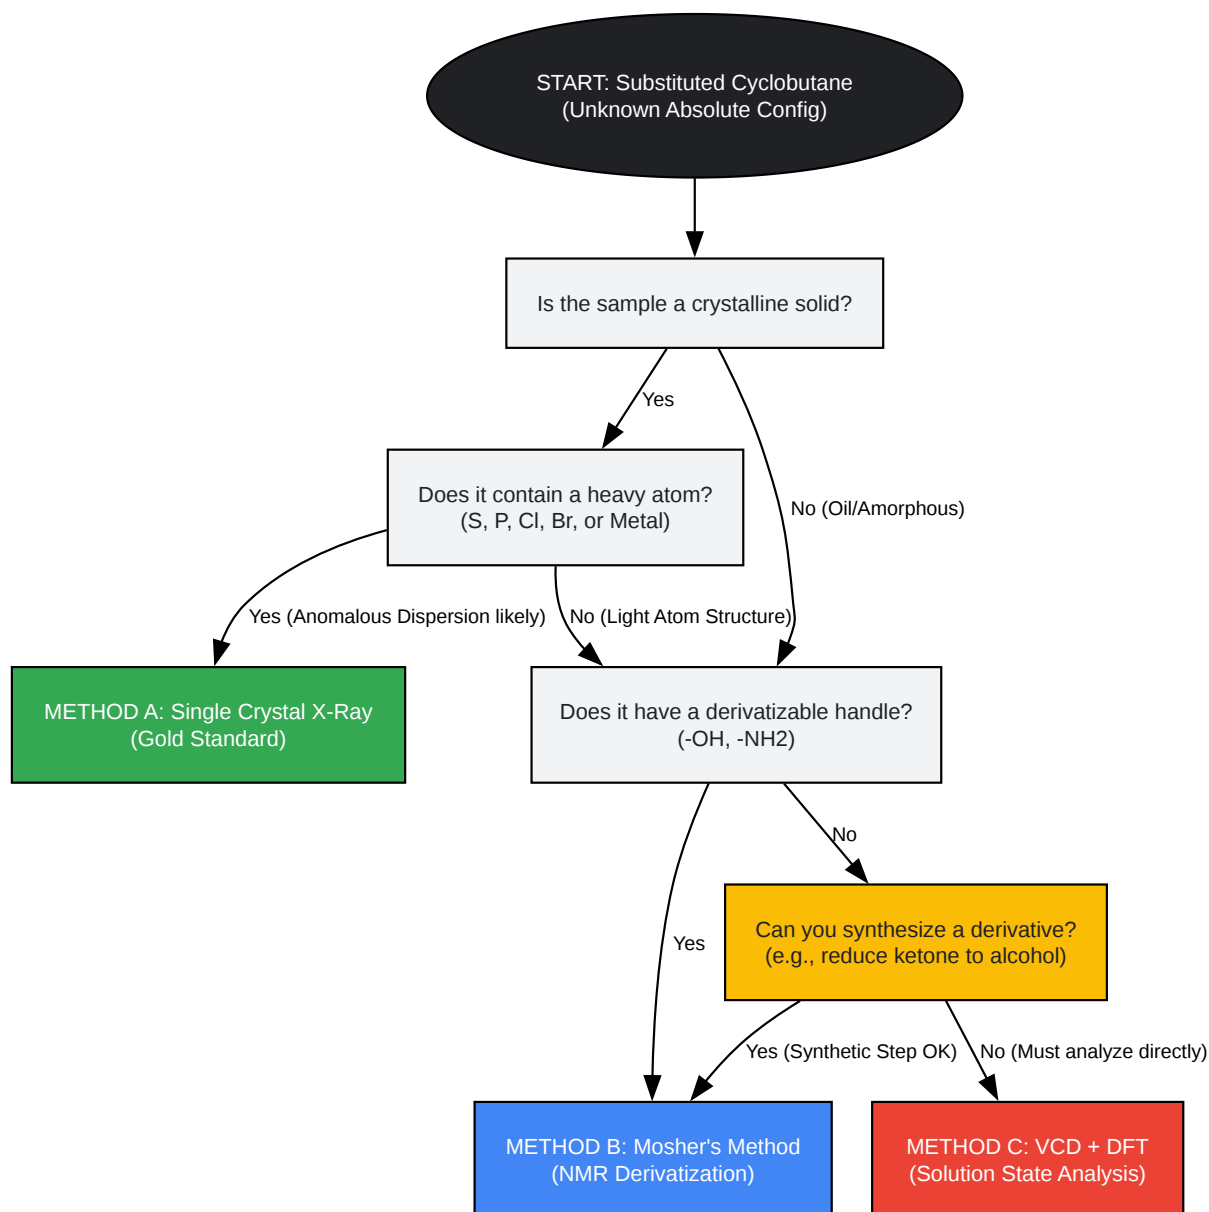 START: Substituted Cyclobutane
(Unknown Absolute Config)
Is the sample a crystalline solid?
Yes
Does it contain a heavy atom?
(S, P, Cl, Br, or Metal)
No (Oil/Amorphous)
Yes (Anomalous Dispersion likely)
No (Light Atom Structure)
METHOD A: Single Crystal X-Ray
(Gold Standard)
Does it have a derivatizable handle?
(-OH, -NH2)
No
Yes
Can you synthesize a derivative?
(e.g., reduce ketone to alcohol)
Yes (Synthetic Step OK)
No (Must analyze directly)
METHOD B: Mosher's Method
(NMR Derivatization)
METHOD C: VCD + DFT
(Solution State Analysis)